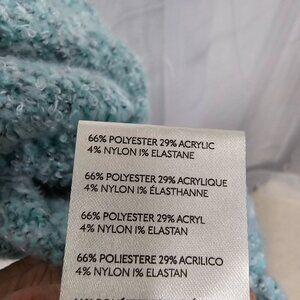 66% POLYESTER 29% ACRYLIC
4% NYLON 1% ELASTANE
66% POLYESTER 29% ACRYLIQUE
4% NYLON 1% ÉLASTHANNE
66% POLYESTER 29% ACRYL
4% NYLON 1% ELASTAN
66% POLIESTERE 29% ACRILICO
4% NYLON 1% ELASTAN